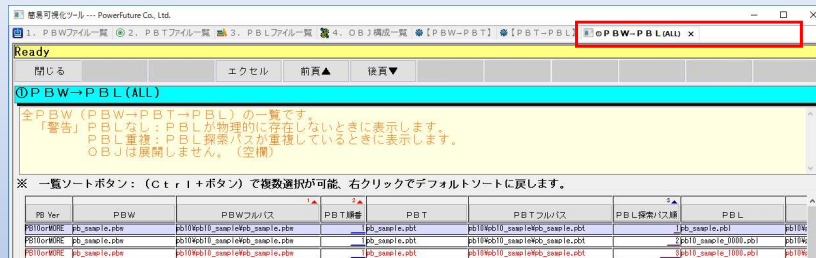 簡易可視化ツール --- PowerFuture Co., Ltd.
1．ＰＢＷファイル一覧 2．ＰＢＴファイル一覧 3．ＰＢＬファイル一覧 4．ＯＢＪ構成一覧 【ＰＢＷ→ＰＢＴ】 【ＰＢＴ→ＰＢＬ】 ①ＰＢＷ→ＰＢＬ(ALL) ×
Ready
閉じる エクセル 前頁▲ 後頁▼
①ＰＢＷ→ＰＢＬ(ALL)
全ＰＢＷ（ＰＢＷ→ＰＢＴ→ＰＢＬ）の一覧です。
「警告」ＰＢＬなし：ＰＢＬが物理的に存在しないときに表示します。
ＰＢＬ重複：ＰＢＬ探索パスが重複しているときに表示します。
ＯＢＪは展開しません。（空欄）
※ 一覧ソートボタン：（Ｃｔｒｌ+ボタン）で複数選択が可能、右クリックでデフォルトソートに戻します。
1▲ 2▲ 3▲
PB Ver ＰＢＷ ＰＢＷフルパス ＰＢＴ順番 ＰＢＴ ＰＢＴフルパス ＰＢＬ探索パス順 ＰＢＬ
PB10orMORE pb_sample.pbw pb10¥pb10_sample¥pb_sample.pbw 1 pb_sample.pbt pb10¥pb10_sample¥pb_sample.pbt 1 pb_sample.pbl
PB10orMORE pb_sample.pbw pb10¥pb10_sample¥pb_sample.pbw 1 pb_sample.pbt pb10¥pb10_sample¥pb_sample.pbt 2 pb10_sample_0000.pbl
PB10orMORE pb_sample.pbw pb10¥pb10_sample¥pb_sample.pbw 1 pb_sample.pbt pb10¥pb10_sample¥pb_sample.pbt 3 pb10_sample_1000.pbl